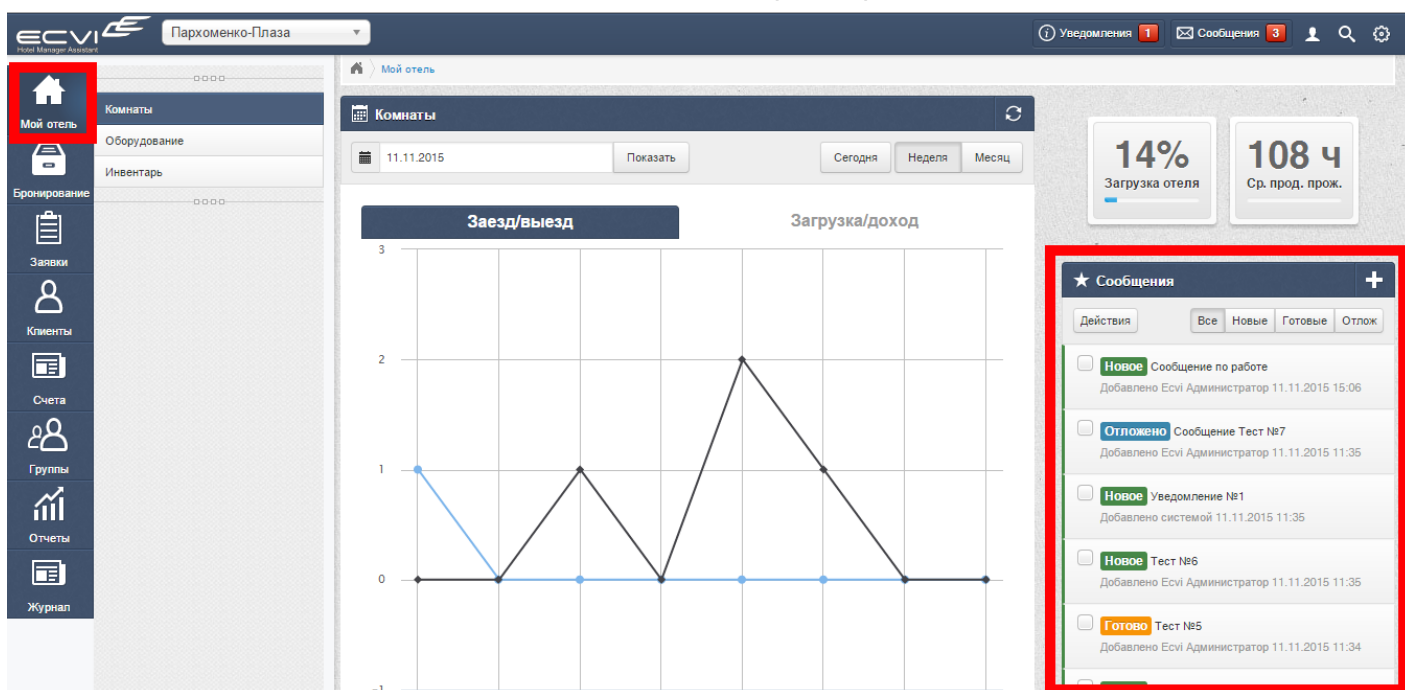 ECVI
Hotel Manager Assistant
Пархоменко-Плаза
Уведомления 1
Сообщения 3
Мой отель
Бронирование
Заявки
Клиенты
Счета
Группы
Отчеты
Журнал
Комнаты
Оборудование
Инвентарь
Мой отель
Комнаты
11.11.2015
Показать
Сегодня Неделя Месяц
Заезд/выезд
Загрузка/доход
3
2
1
0
-1
14%
Загрузка отеля
108 ч
Ср. прод. прож.
Сообщения
Действия
Все Новые Готовые Отлож
Новое Сообщение по работе
Добавлено Ecvi Администратор 11.11.2015 15:06
Отложено Сообщение Тест №7
Добавлено Ecvi Администратор 11.11.2015 11:35
Новое Уведомление №1
Добавлено системой 11.11.2015 11:35
Новое Тест №6
Добавлено Ecvi Администратор 11.11.2015 11:35
Готово Тест №5
Добавлено Ecvi Администратор 11.11.2015 11:34